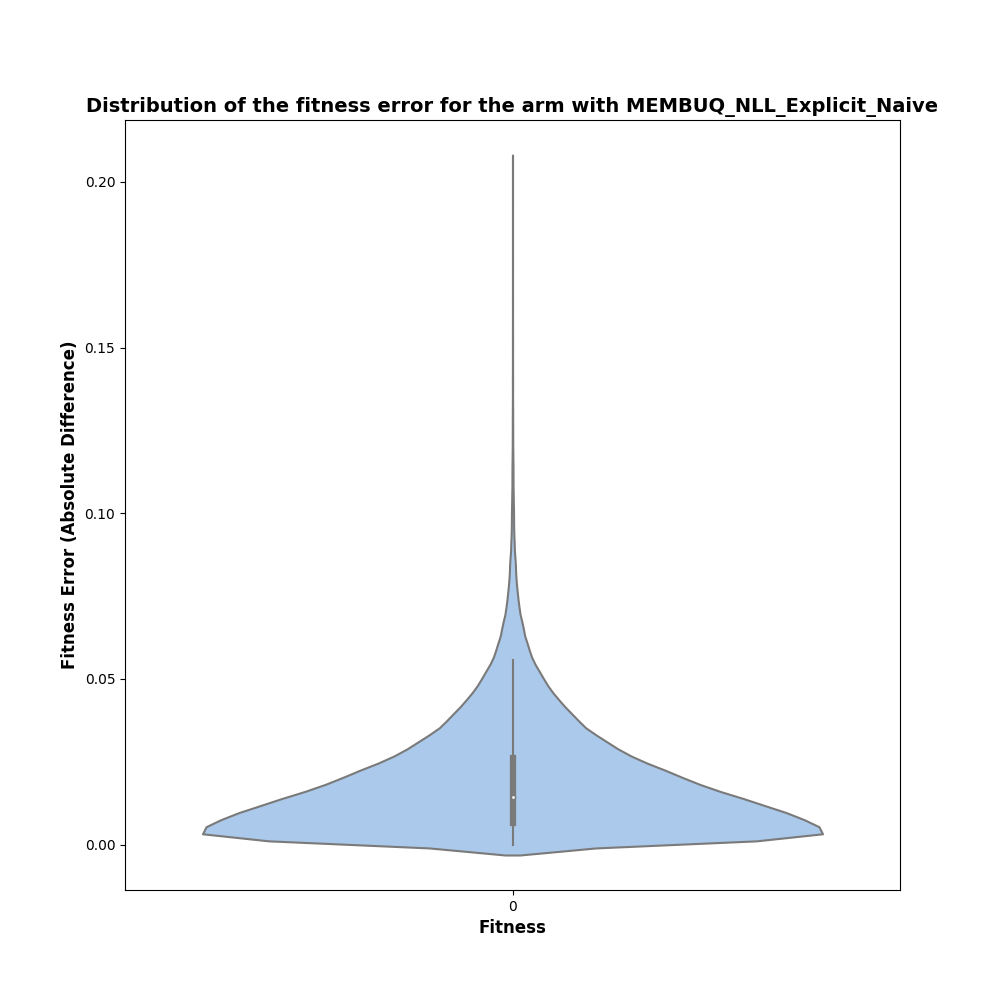 Distribution of the fitness error for the arm with MEMBUQ_NLL_Explicit_Naive
0.20
0.15
0.10
0.05
0.00
Fitness Error (Absolute Difference)
0
Fitness